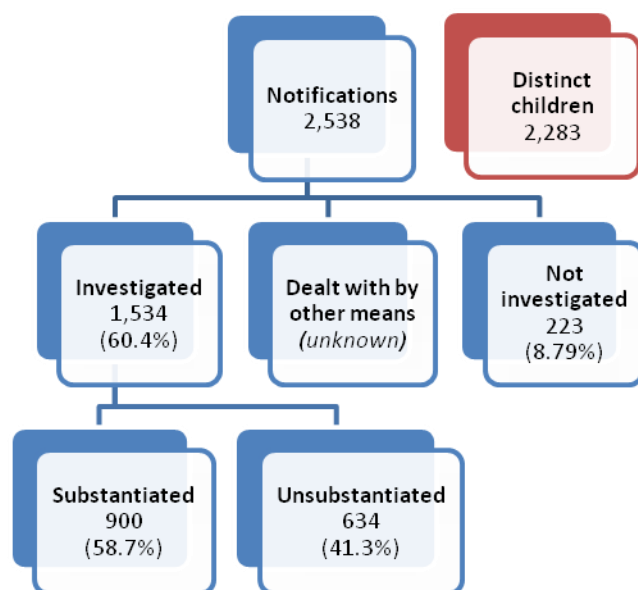 Notifications
2,538
Distinct
children
2,283
Investigated
1,534
(60.4%)
Dealt with by
other means
(unknown)
Not
investigated
223
(8.79%)
Substantiated
900
(58.7%)
Unsubstantiated
634
(41.3%)